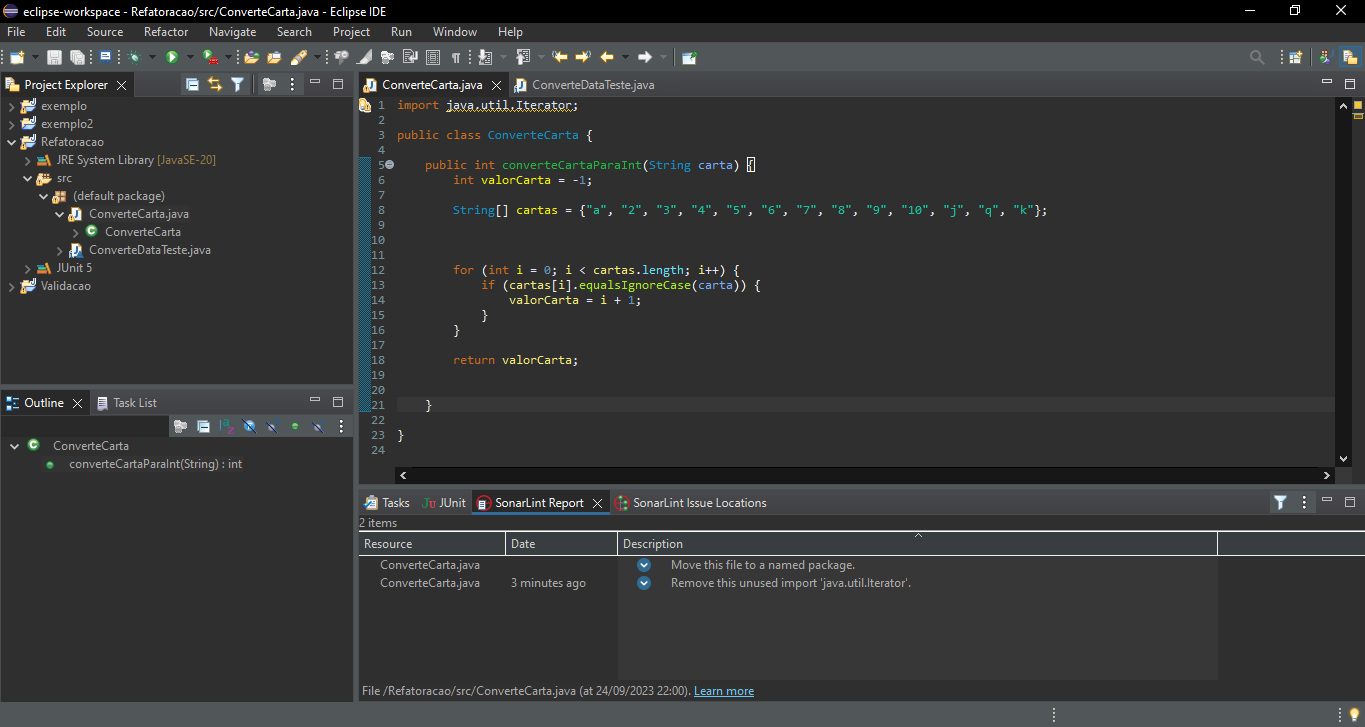 eclipse-workspace - Refatoracao/src/ConverteCarta.java - Eclipse IDE
File Edit Source Refactor Navigate Search Project Run Window Help
Project Explorer
exemplo
exemplo2
Refatoracao
JRE System Library [JavaSE-20]
src
(default package)
ConverteCarta.java
ConverteCarta
ConverteDataTeste.java
JUnit 5
Validacao
Outline Task List
ConverteCarta
converteCartaParaInt(String) : int
ConverteCarta.java ConverteDataTeste.java
1 import java.util.Iterator;
2
3 public class ConverteCarta {
4
5 public int converteCartaParaInt(String carta) {
6 int valorCarta = -1;
7
8 String[] cartas = {"a", "2", "3", "4", "5", "6", "7", "8", "9", "10", "j", "q", "k"};
9
10
11
12 for (int i = 0; i < cartas.length; i++) {
13 if (cartas[i].equalsIgnoreCase(carta)) {
14 valorCarta = i + 1;
15 }
16 }
17
18 return valorCarta;
19
20
21 }
22
23 }
24
Tasks JUnit SonarLint Report SonarLint Issue Locations
2 items
Resource Date Description
ConverteCarta.java Move this file to a named package.
ConverteCarta.java 3 minutes ago Remove this unused import 'java.util.Iterator'.
File /Refatoracao/src/ConverteCarta.java (at 24/09/2023 22:00). Learn more